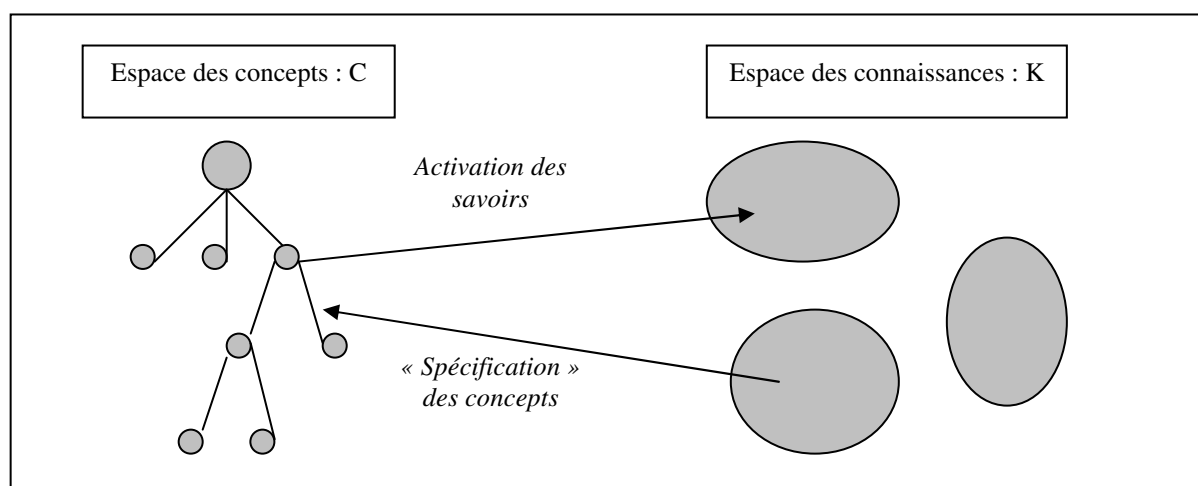 Espace des concepts : C
Espace des connaissances : K
Activation des
savoirs
« Spécification »
des concepts